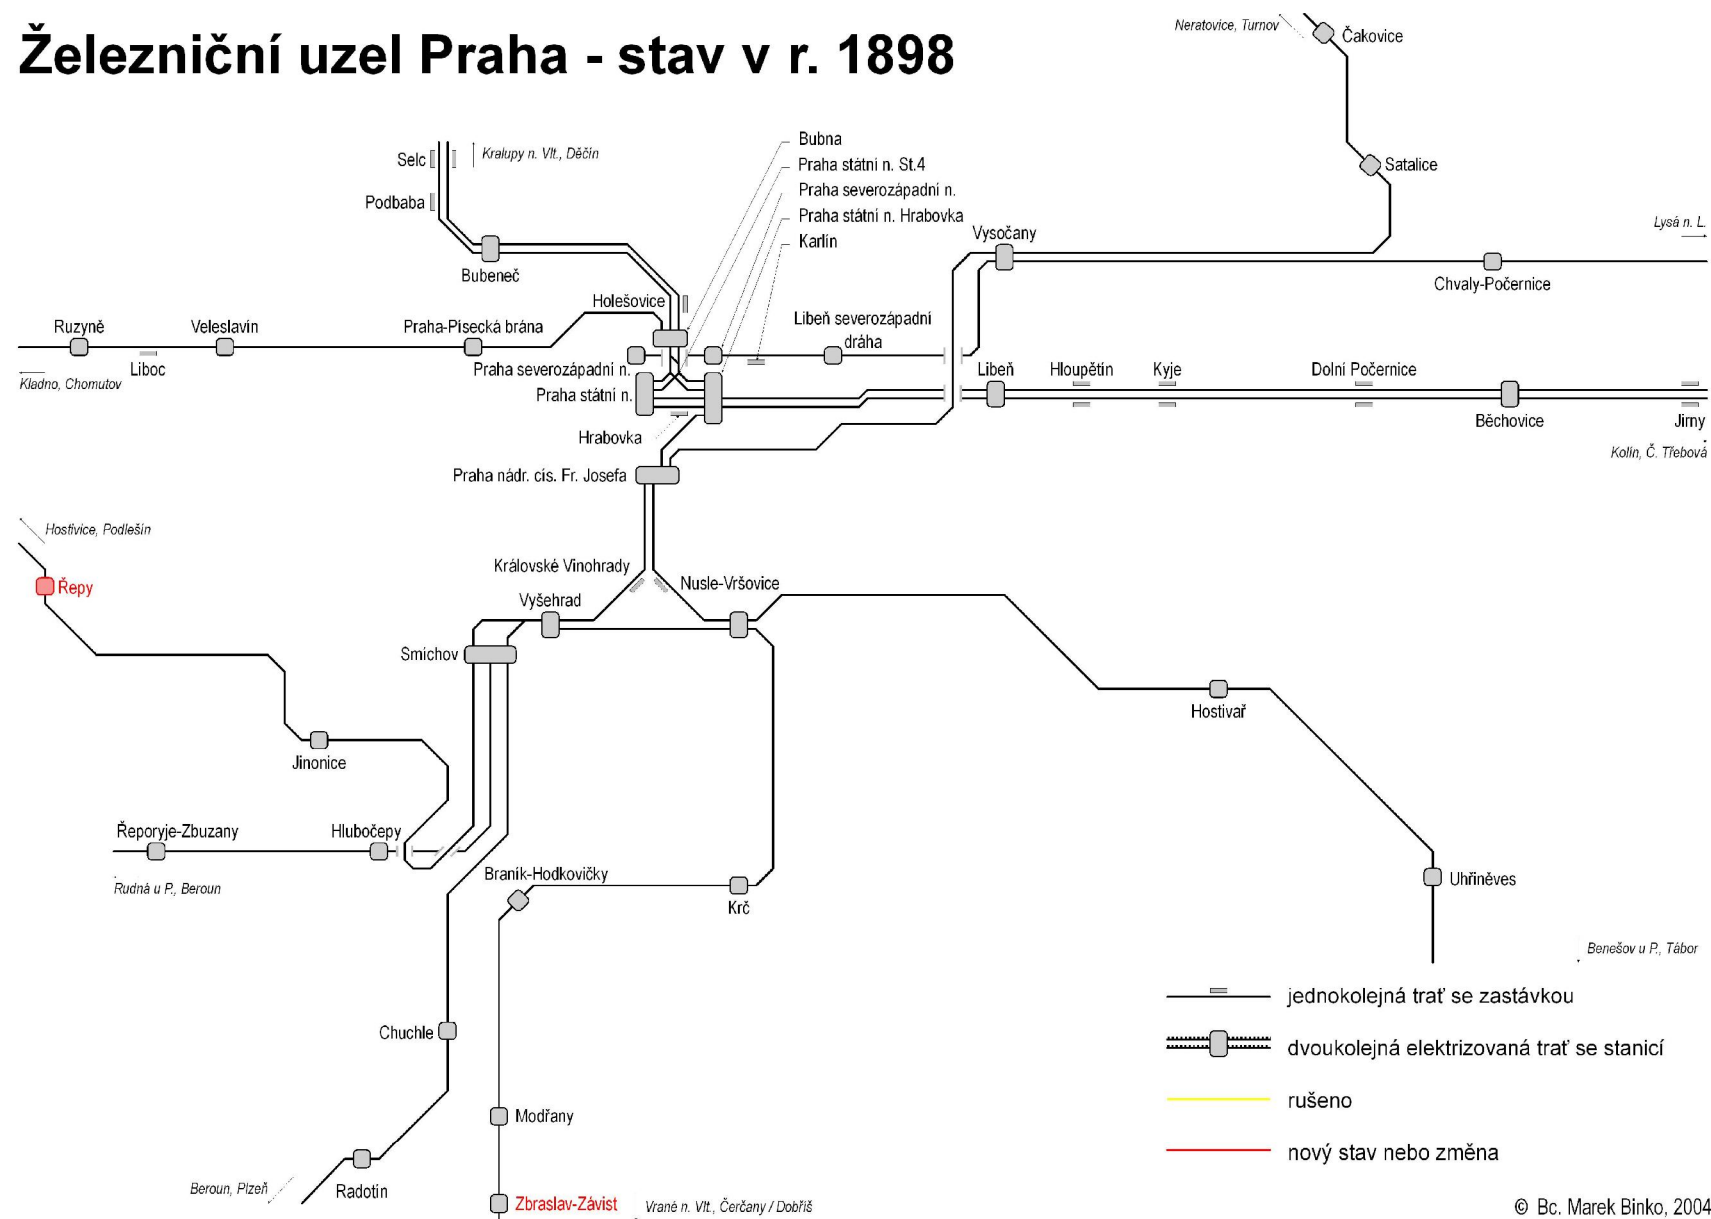 Železniční uzel Praha - stav v r. 1898
Neratovice, Turnov
Čakovice
Satalice
Lysá n. L.
Bubna
Praha státní n. St.4
Praha severozápadní n.
Praha státní n. Hrabovka
Karlín
Selc
Kralupy n. Vlt., Děčín
Podbaba
Bubeneč
Vysočany
Chvaly-Počernice
Holešovice
Ruzyně
Veleslavín
Praha-Písecká brána
Libeň severozápadní
dráha
Liboc
Kladno, Chomutov
Praha severozápadní n.
Praha státní n.
Libeň
Hloupětín
Kyje
Dolní Počernice
Běchovice
Jirny
Kolín, Č. Třebová
Hrabovka
Praha nádr. cís. Fr. Josefa
Hostivice, Podlešín
Řepy
Královské Vinohrady
Nusle-Vršovice
Vyšehrad
Smichov
Hostivař
Jinonice
Řeporyje-Zbuzany
Hlubočepy
Rudná u P., Beroun
Braník-Hodkovičky
Krč
Uhřiněves
Benešov u P., Tábor
Chuchle
Modřany
Radotín
Beroun, Plzeň
Zbraslav-Závist
Vrané n. Vlt., Čerčany / Dobříš
jednokolejná trať se zastávkou
dvoukolejná elektrizovaná trať se stanicí
rušeno
nový stav nebo změna
© Bc. Marek Binko, 2004